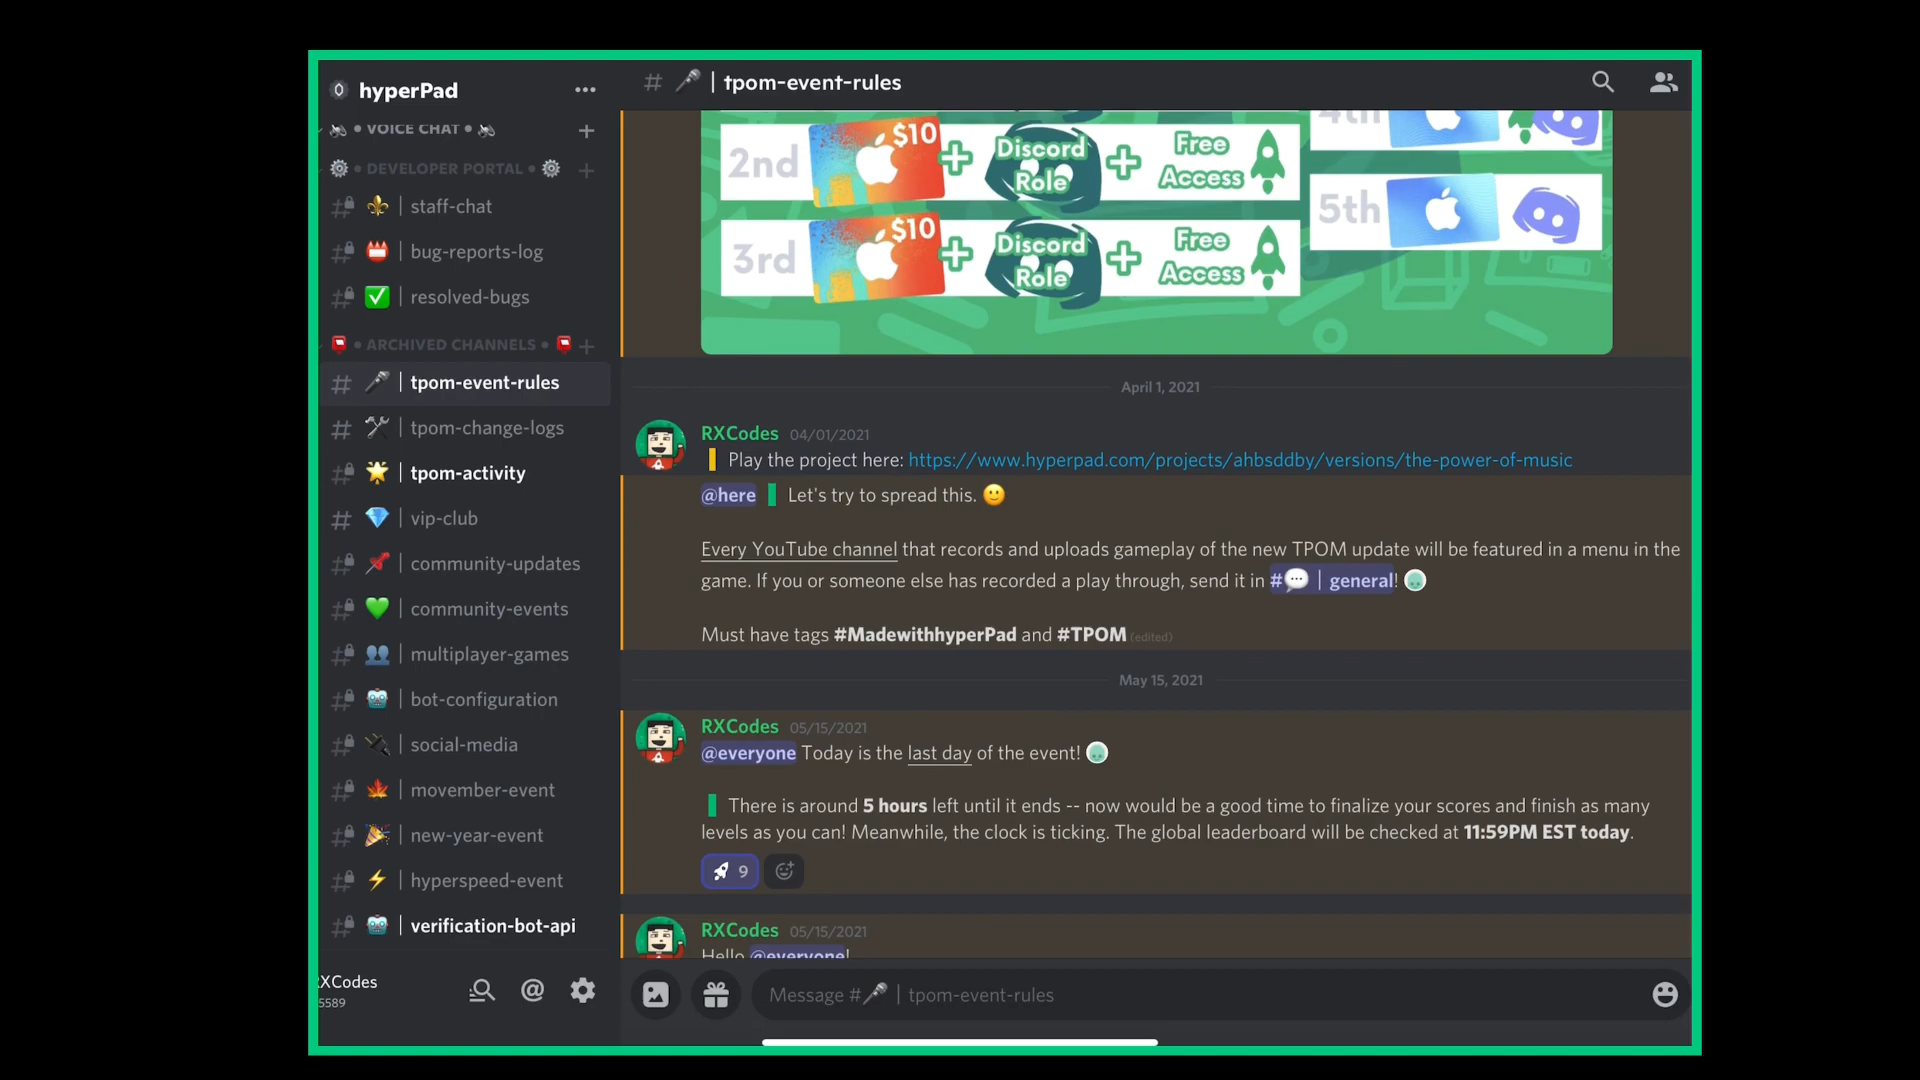 hyperPad
• VOICE CHAT •
• DEVELOPER PORTAL •
| staff-chat
| bug-reports-log
| resolved-bugs
• ARCHIVED CHANNELS •
# | tpom-event-rules
# | tpom-change-logs
| tpom-activity
# | vip-club
| community-updates
| community-events
| multiplayer-games
| bot-configuration
| social-media
| movember-event
| new-year-event
| hyperspeed-event
| verification-bot-api
XCodes
5589
# | tpom-event-rules
4th
2nd $10 + Discord Role + Free Access
5th
3rd $10 + Discord Role + Free Access
April 1, 2021
RXCodes 04/01/2021
Play the project here: https://www.hyperpad.com/projects/ahbsddby/versions/the-power-of-music
@here Let's try to spread this. 🙂
Every YouTube channel that records and uploads gameplay of the new TPOM update will be featured in a menu in the
game. If you or someone else has recorded a play through, send it in #💬 | general!
Must have tags #MadewithhyperPad and #TPOM (edited)
May 15, 2021
RXCodes 05/15/2021
@everyone Today is the last day of the event!
There is around 5 hours left until it ends -- now would be a good time to finalize your scores and finish as many
levels as you can! Meanwhile, the clock is ticking. The global leaderboard will be checked at 11:59PM EST today.
9
RXCodes 05/15/2021
Hello @everyone!
Message #🎤 | tpom-event-rules